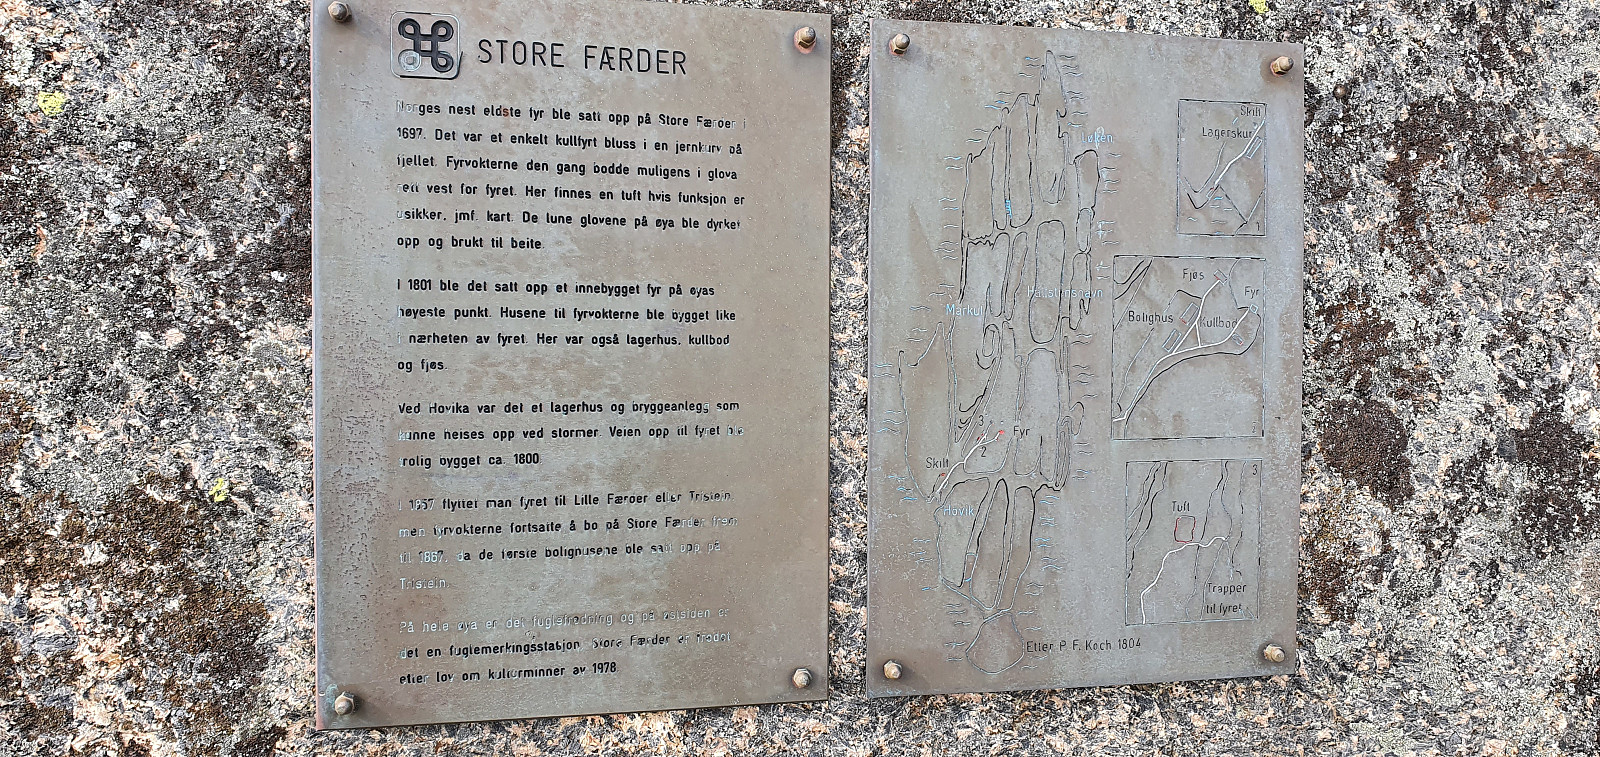 STORE FÆRDER
Norges nest eldste fyr ble satt opp på Store Færder i
1697. Det var et enkelt kullfyrt bluss i en jernkurv på
fjellet. Fyrvokterne den gang bodde muligens i glova
rett vest for fyret. Her finnes en tuft hvis funksjon er
usikker, jmf. kart. De lune glovene på øya ble dyrket
opp og brukt til beite.
I 1801 ble det satt opp et innebygget fyr på øyas
høyeste punkt. Husene til fyrvokterne ble bygget like
i nærheten av fyret. Her var også lagerhus, kullbod
og fjøs.
Ved Hovika var det et lagerhus og bryggeanlegg som
kunne heises opp ved stormer. Veien opp til fyret ble
trolig bygget ca. 1800.
I 1857 flyttet man fyret til Lille Færder eller Tristein,
men fyrvokterne fortsatte å bo på Store Færder frem
til 1867, da de første bolighusene ble satt opp på
Tristein.
På hele øya er det fuglefredning og på østsiden er
det en fuglemerkingsstasjon. Store Færder er fredet
etter lov om kulturminner av 1978.
Løken
Hallstenshavn
Markul
3
Fyr
2
Skilt
Hovik
Etter P. F. Koch 1804
Skilt
Lagerskur
1
Fjøs
Fyr
Bolighus
Kullbod
2
3
Tuft
Trapper
til fyret